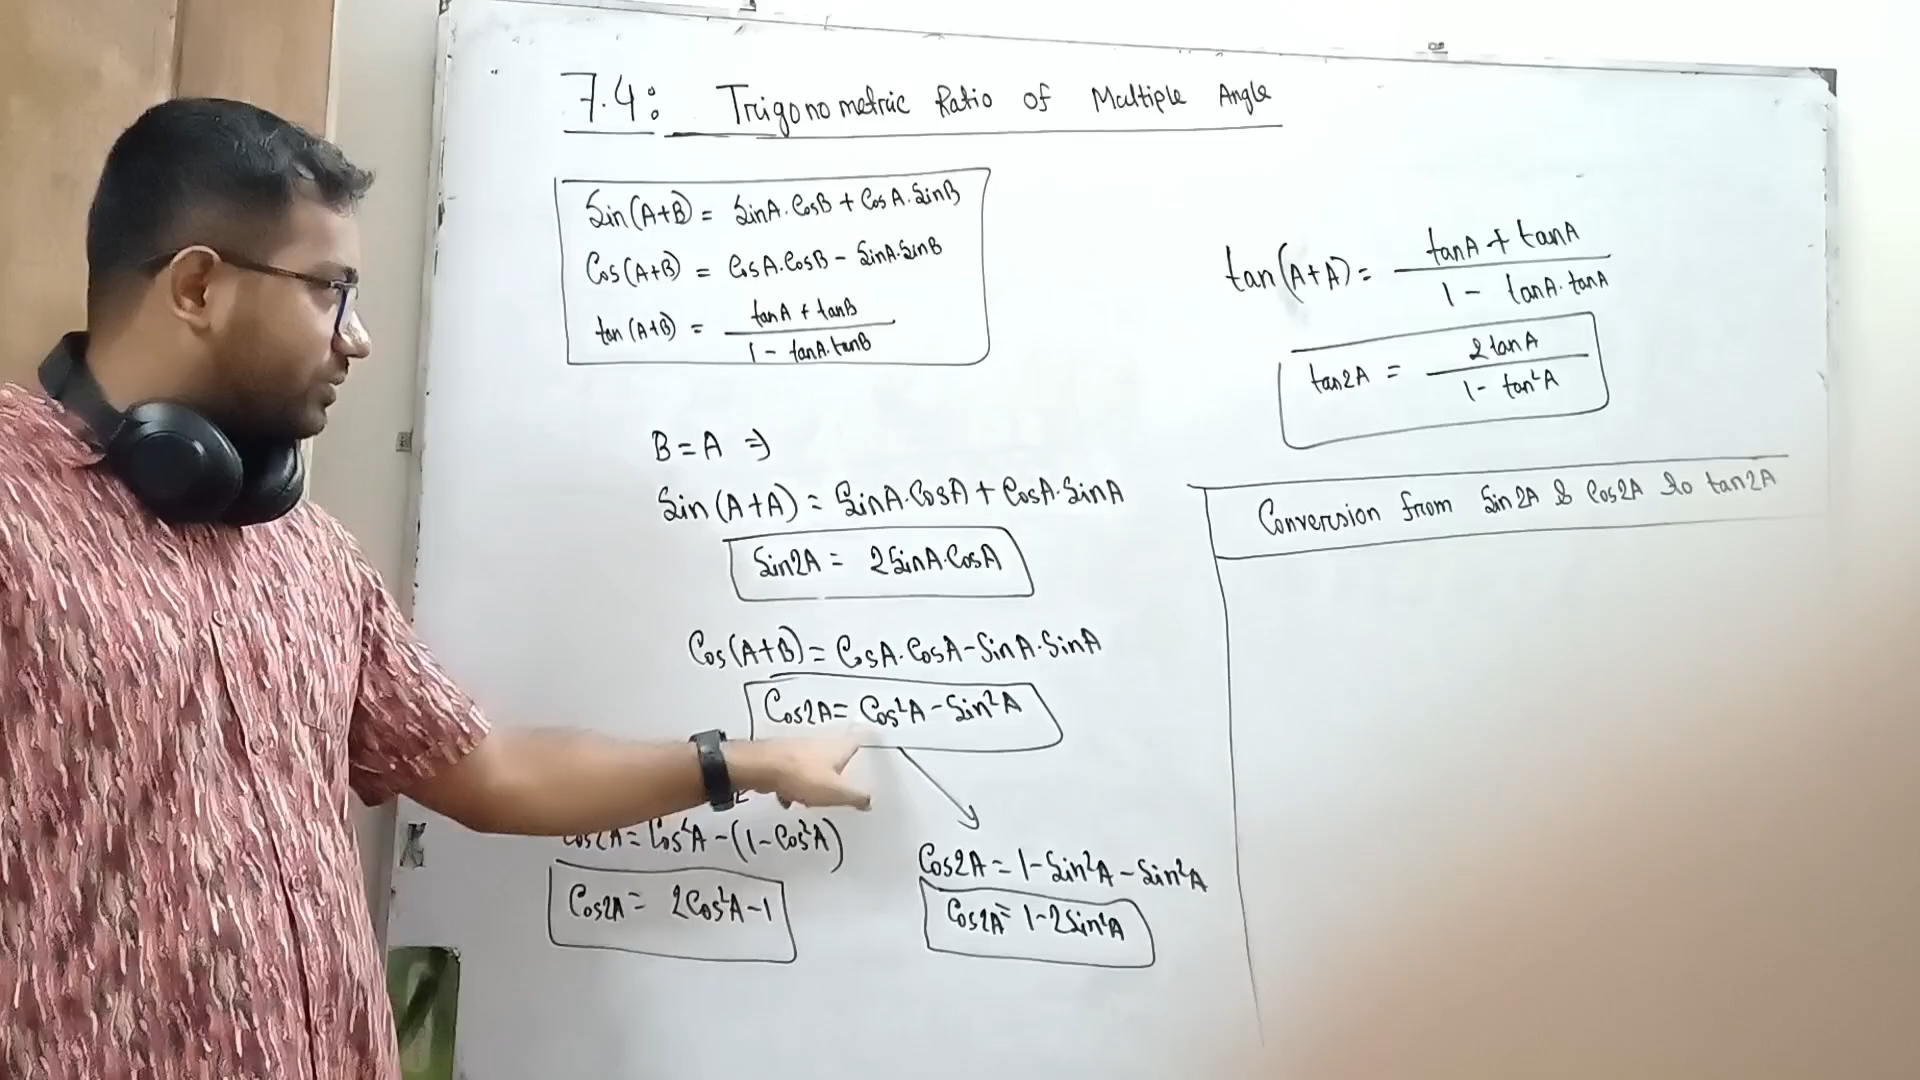 7.4: Trigonometric Ratio of Multiple Angle
Sin(A+B) = SinA.CosB + CosA.SinB
Cos(A+B) = CosA.CosB - SinA.SinB
tan(A+B) = (tanA + tanB) / (1 - tanA.tanB)
B = A ⇒
Sin(A+A) = SinA.CosA + CosA.SinA
Sin2A = 2SinA.CosA
Cos(A+B) = CosA.CosA - SinA.SinA
Cos2A = Cos²A - Sin²A
Cos2A = Cos²A - (1 - Cos²A)
Cos2A = 2Cos²A - 1
Cos2A = 1 - Sin²A - Sin²A
Cos2A = 1 - 2Sin²A
tan(A+A) = (tanA + tanA) / (1 - tanA.tanA)
tan2A = 2tanA / (1 - tan²A)
Conversion from Sin2A & Cos2A to tan2A